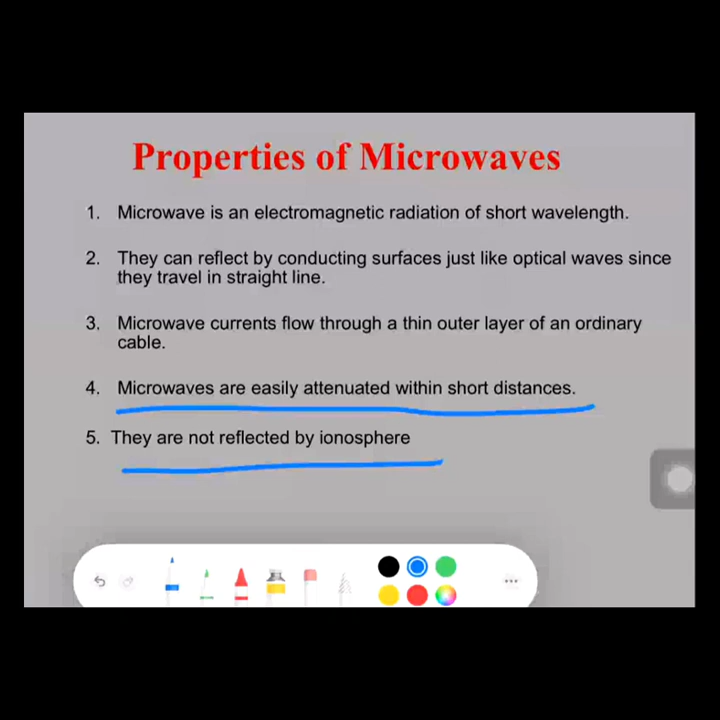 Properties of Microwaves
1. Microwave is an electromagnetic radiation of short wavelength.
2. They can reflect by conducting surfaces just like optical waves since
they travel in straight line.
3. Microwave currents flow through a thin outer layer of an ordinary
cable.
4. Microwaves are easily attenuated within short distances.
5. They are not reflected by ionosphere